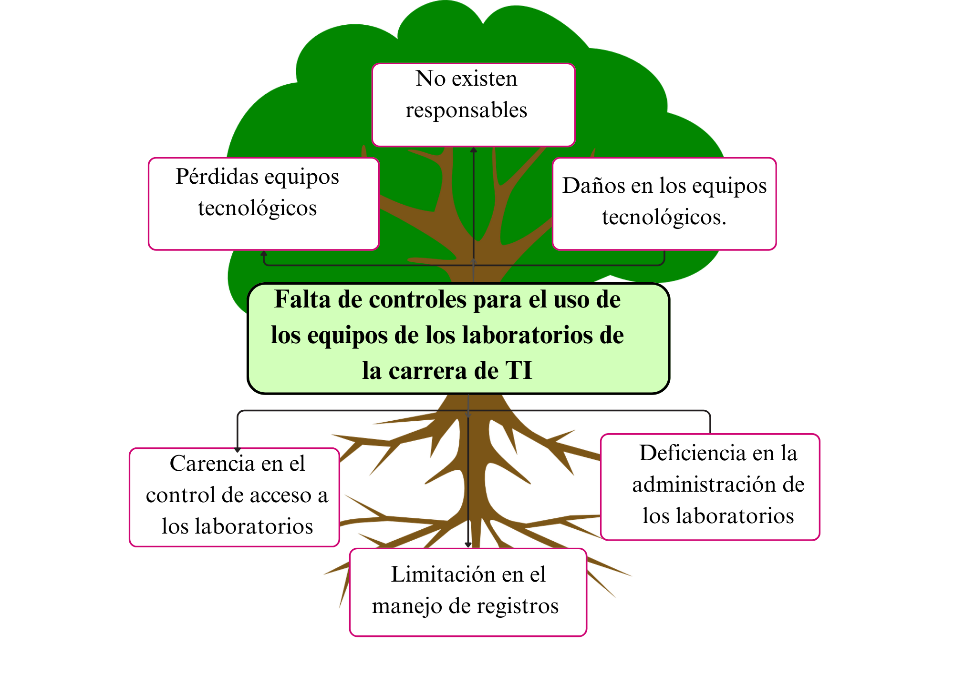 No existen
responsables
Pérdidas equipos
tecnológicos
Daños en los equipos
tecnológicos.
Falta de controles para el uso de
los equipos de los laboratorios de
la carrera de TI
Carencia en el
control de acceso a
los laboratorios
Deficiencia en la
administración de
los laboratorios
Limitación en el
manejo de registros